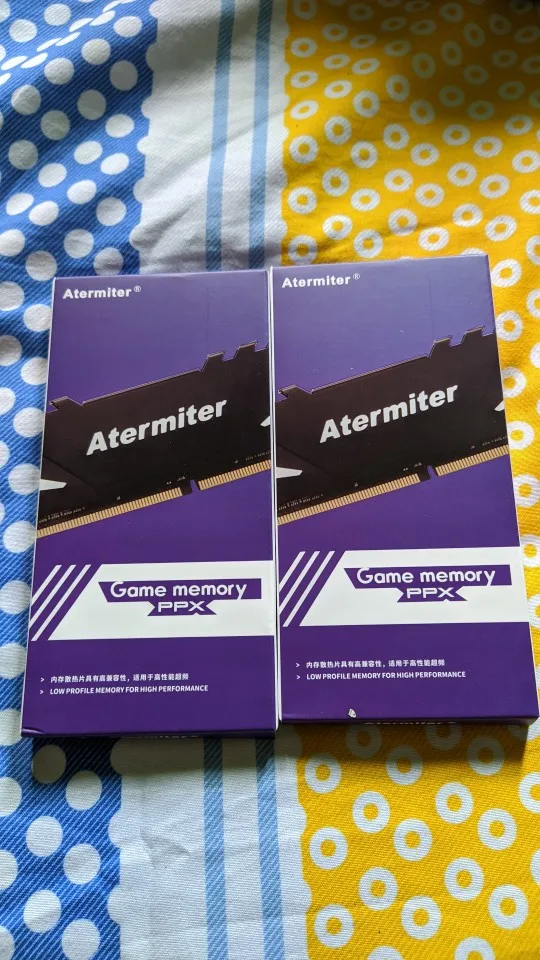 Atermiter®
Atermiter
Game memory
PPX
> 内存散热片具有高兼容性，适用于高性能超频
> LOW PROFILE MEMORY FOR HIGH PERFORMANCE
Atermiter®
Atermiter
Game memory
PPX
> 内存散热片具有高兼容性，适用于高性能超频
> LOW PROFILE MEMORY FOR HIGH PERFORMANCE